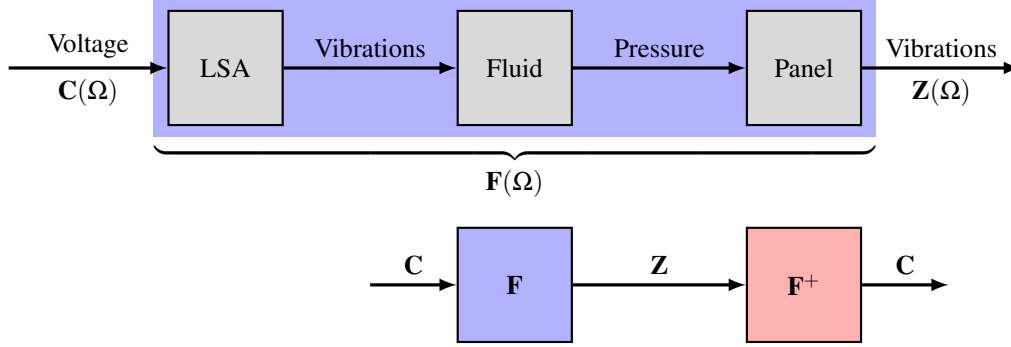 Voltage LSA Vibrations Fluid Pressure Panel Vibrations
C(Ω) Z(Ω)
F(Ω)
C F Z F⁺ C